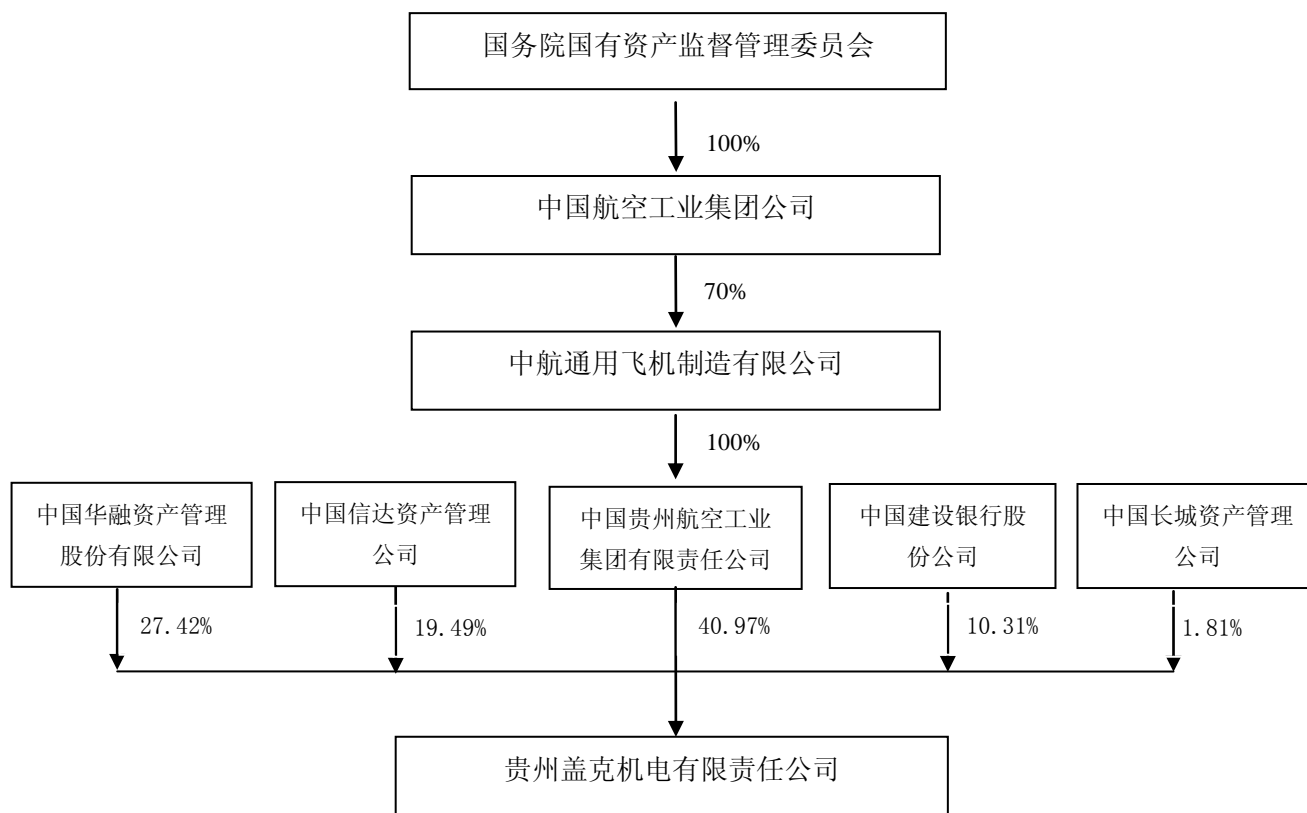 国务院国有资产监督管理委员会
100%
中国航空工业集团公司
70%
中航通用飞机制造有限公司
100%
中国华融资产管理
股份有限公司
中国信达资产管理
公司
中国贵州航空工业
集团有限责任公司
中国建设银行股
份公司
中国长城资产管理
公司
27.42%
19.49%
40.97%
10.31%
1.81%
贵州盖克机电有限责任公司